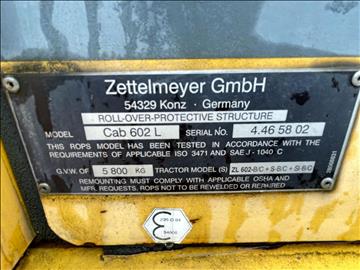 Zettelmeyer GmbH
54329 Konz · Germany
ROLL-OVER-PROTECTIVE STRUCTURE
MODEL Cab 602 L SERIAL NO. 4.46 58 02
THIS ROPS MODEL HAS BEEN TESTED IN ACCORDANCE WITH THE
REQUIREMENTS OF APPLICABLE ISO 3471 AND SAE J - 1040 C
G.V.W. OF 5 800 KG TRACTOR MODEL (S) ZL 602-B/C + S-B/C + SI-B/C
REMOUNTING MUST COMPLY WITH APPLICABLE OSHA AND
MFR. REQUESTS. ROPS NOT TO BE REWELDED OR REPAIRED